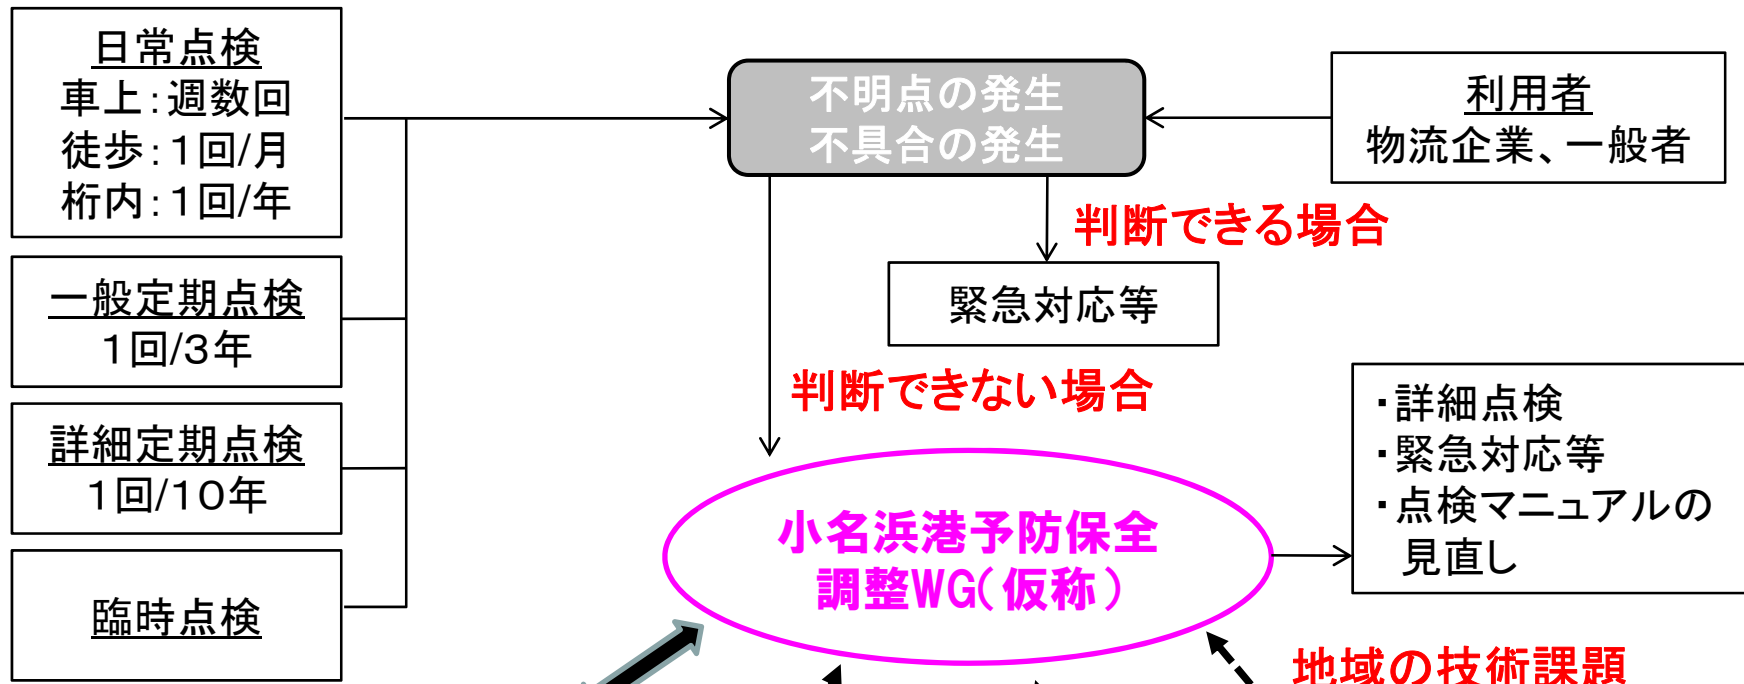 日常点検
車上:週数回
徒歩:1回/月
桁内:1回/年
一般定期点検
1回/3年
詳細定期点検
1回/10年
臨時点検
不明点の発生
不具合の発生
利用者
物流企業、一般者
判断できる場合
緊急対応等
判断できない場合
小名浜港予防保全
調整WG(仮称)
・詳細点検
・緊急対応等
・点検マニュアルの
見直し
地域の技術課題